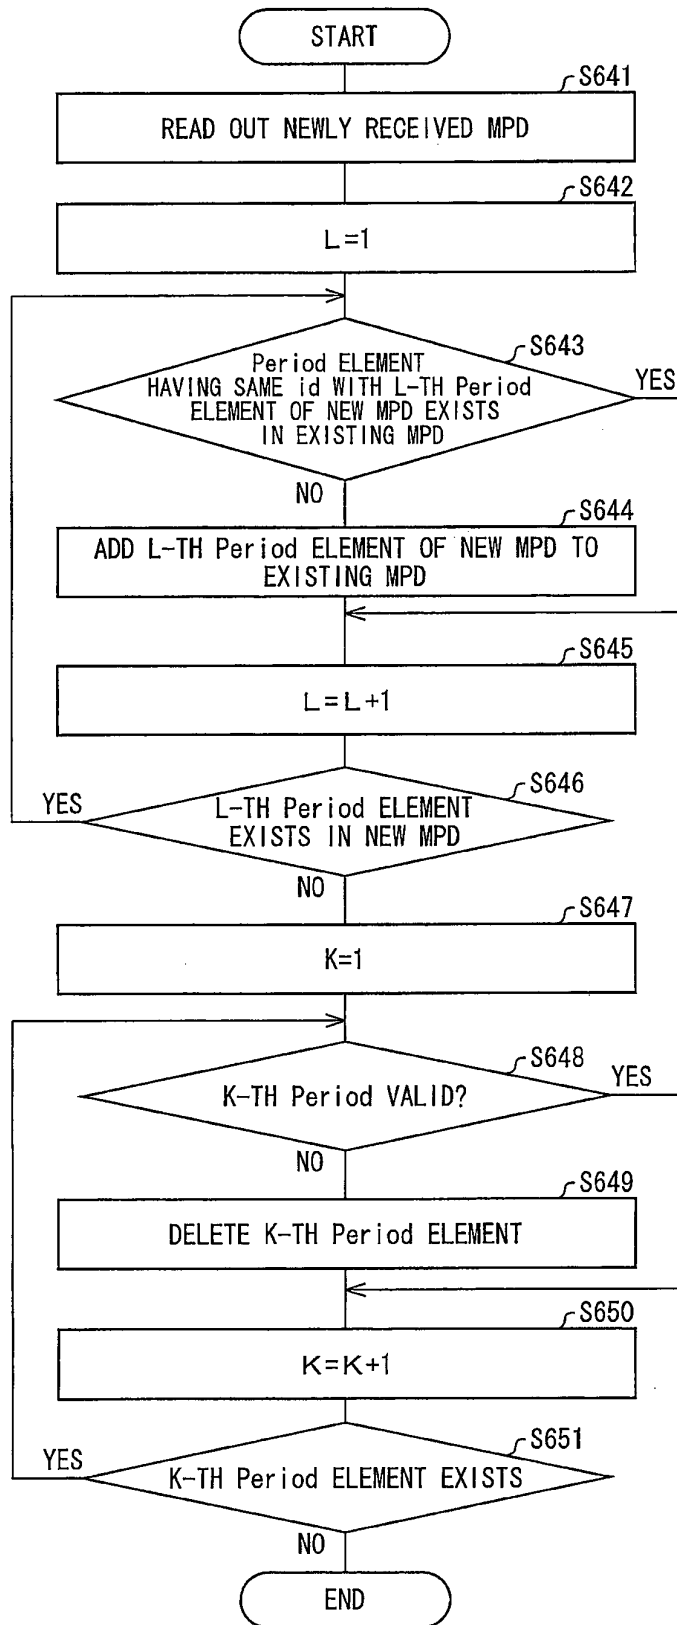 START
S641
READ OUT NEWLY RECEIVED MPD
S642
L=1
S643
Period ELEMENT
HAVING SAME id WITH L-TH Period
ELEMENT OF NEW MPD EXISTS
IN EXISTING MPD
YES
NO
S644
ADD L-TH Period ELEMENT OF NEW MPD TO
EXISTING MPD
S645
L=L+1
S646
YES
L-TH Period ELEMENT
EXISTS IN NEW MPD
NO
S647
K=1
S648
K-TH Period VALID?
YES
NO
S649
DELETE K-TH Period ELEMENT
S650
K=K+1
S651
YES
K-TH Period ELEMENT EXISTS
NO
END